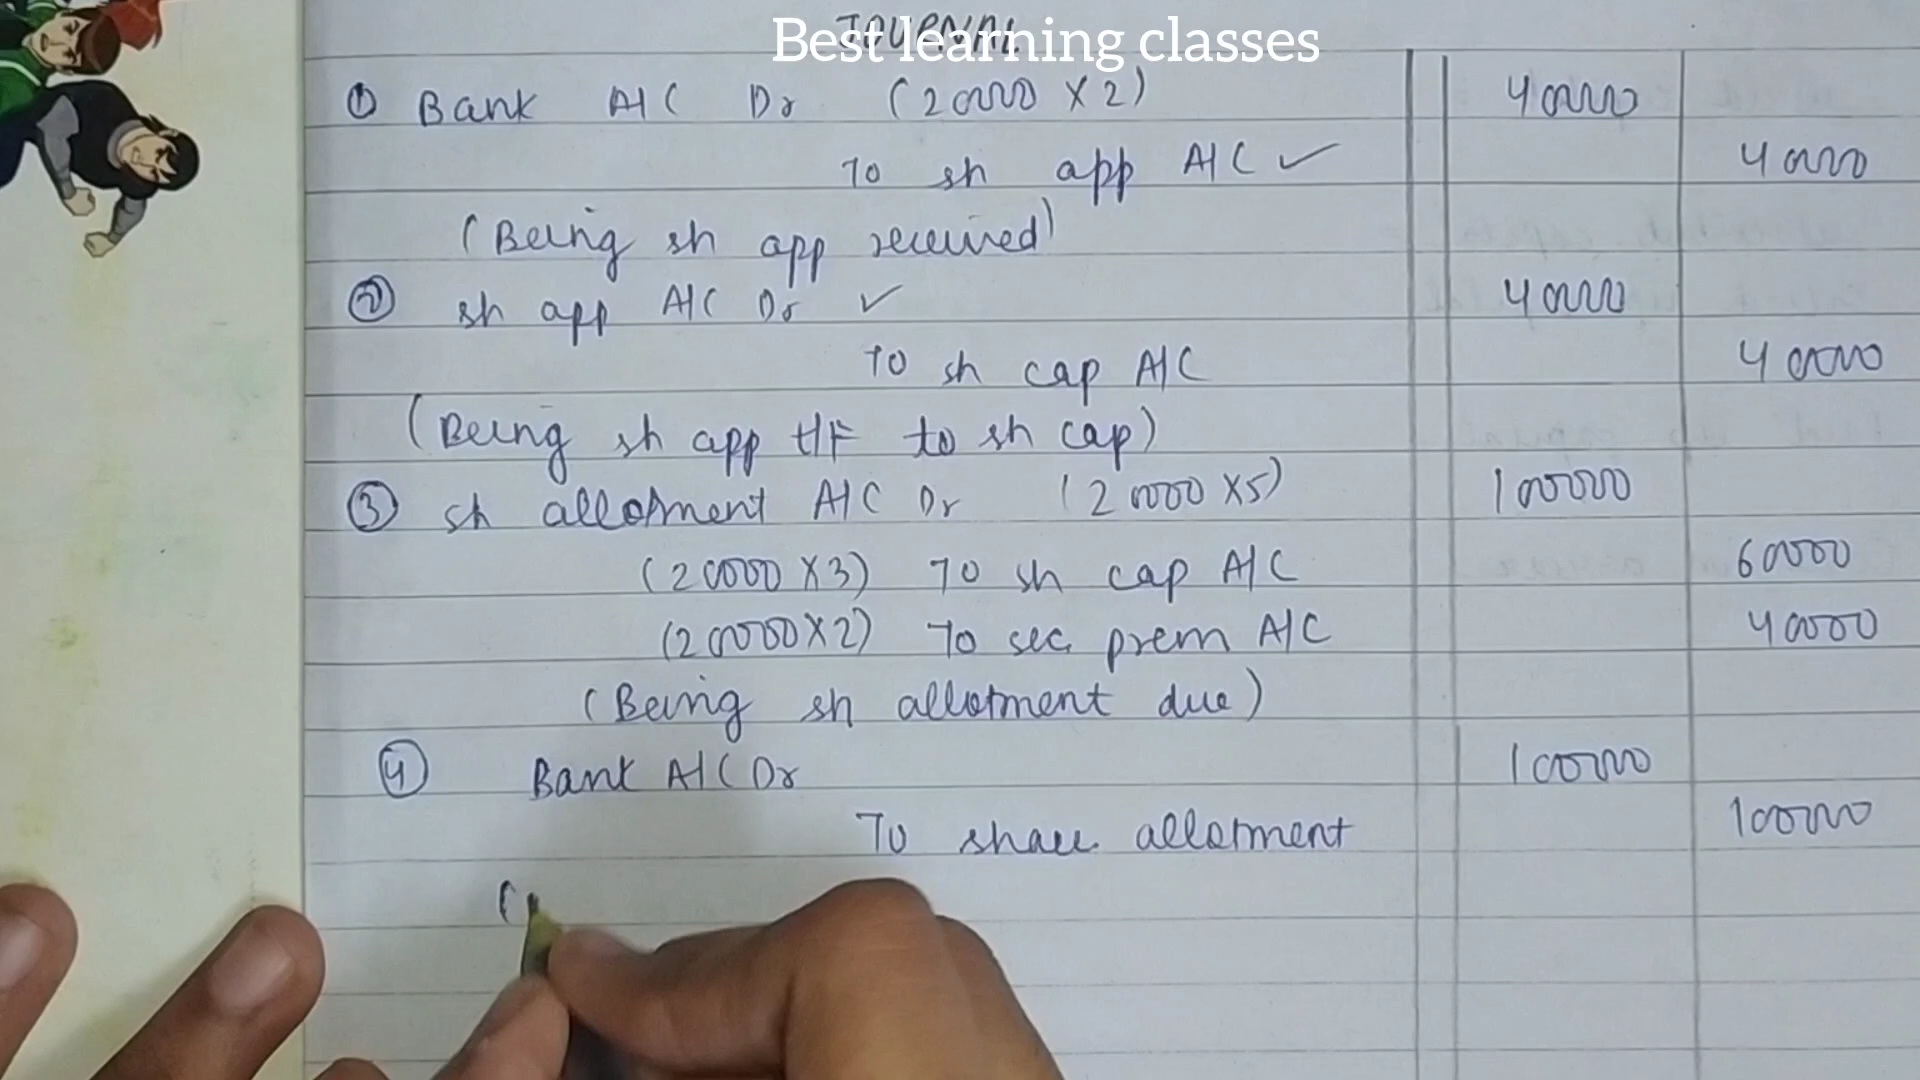 JOURNAL
Best learning classes
① Bank A/C Dr (20000 X 2) 40000
To sh app A/C ✓ 40000
(Being sh app received)
② sh app A/C Dr ✓ 40000
To sh cap A/C 40000
(Being sh app t/F to sh cap)
③ sh allotment A/C Dr (20000 X5) 100000
(20000 X3) To sh cap A/C 60000
(20000X2) To sec prem A/C 40000
(Being sh allotment due)
④ Bank A/C Dr 100000
To share allotment 100000
(